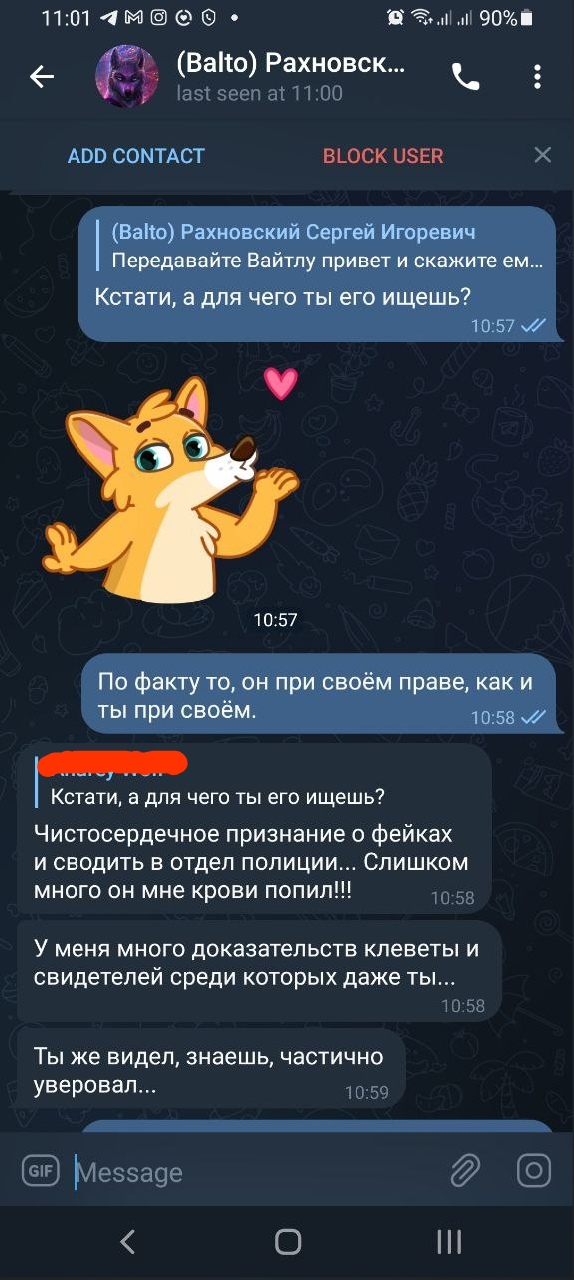 11:01
90%
(Balto) Рахновск...
last seen at 11:00
ADD CONTACT
BLOCK USER
(Balto) Рахновский Сергей Игоревич
Передавайте Вайтлу привет и скажите ем...
Кстати, а для чего ты его ищешь?
10:57
10:57
По факту то, он при своём праве, как и
ты при своём.
10:58
Кстати, а для чего ты его ищешь?
Чистосердечное признание о фейках
и сводить в отдел полиции... Слишком
много он мне крови попил!!!
10:58
У меня много доказательств клеветы и
свидетелей среди которых даже ты...
10:58
Ты же видел, знаешь, частично
уверовал...
10:59
GIF
Message